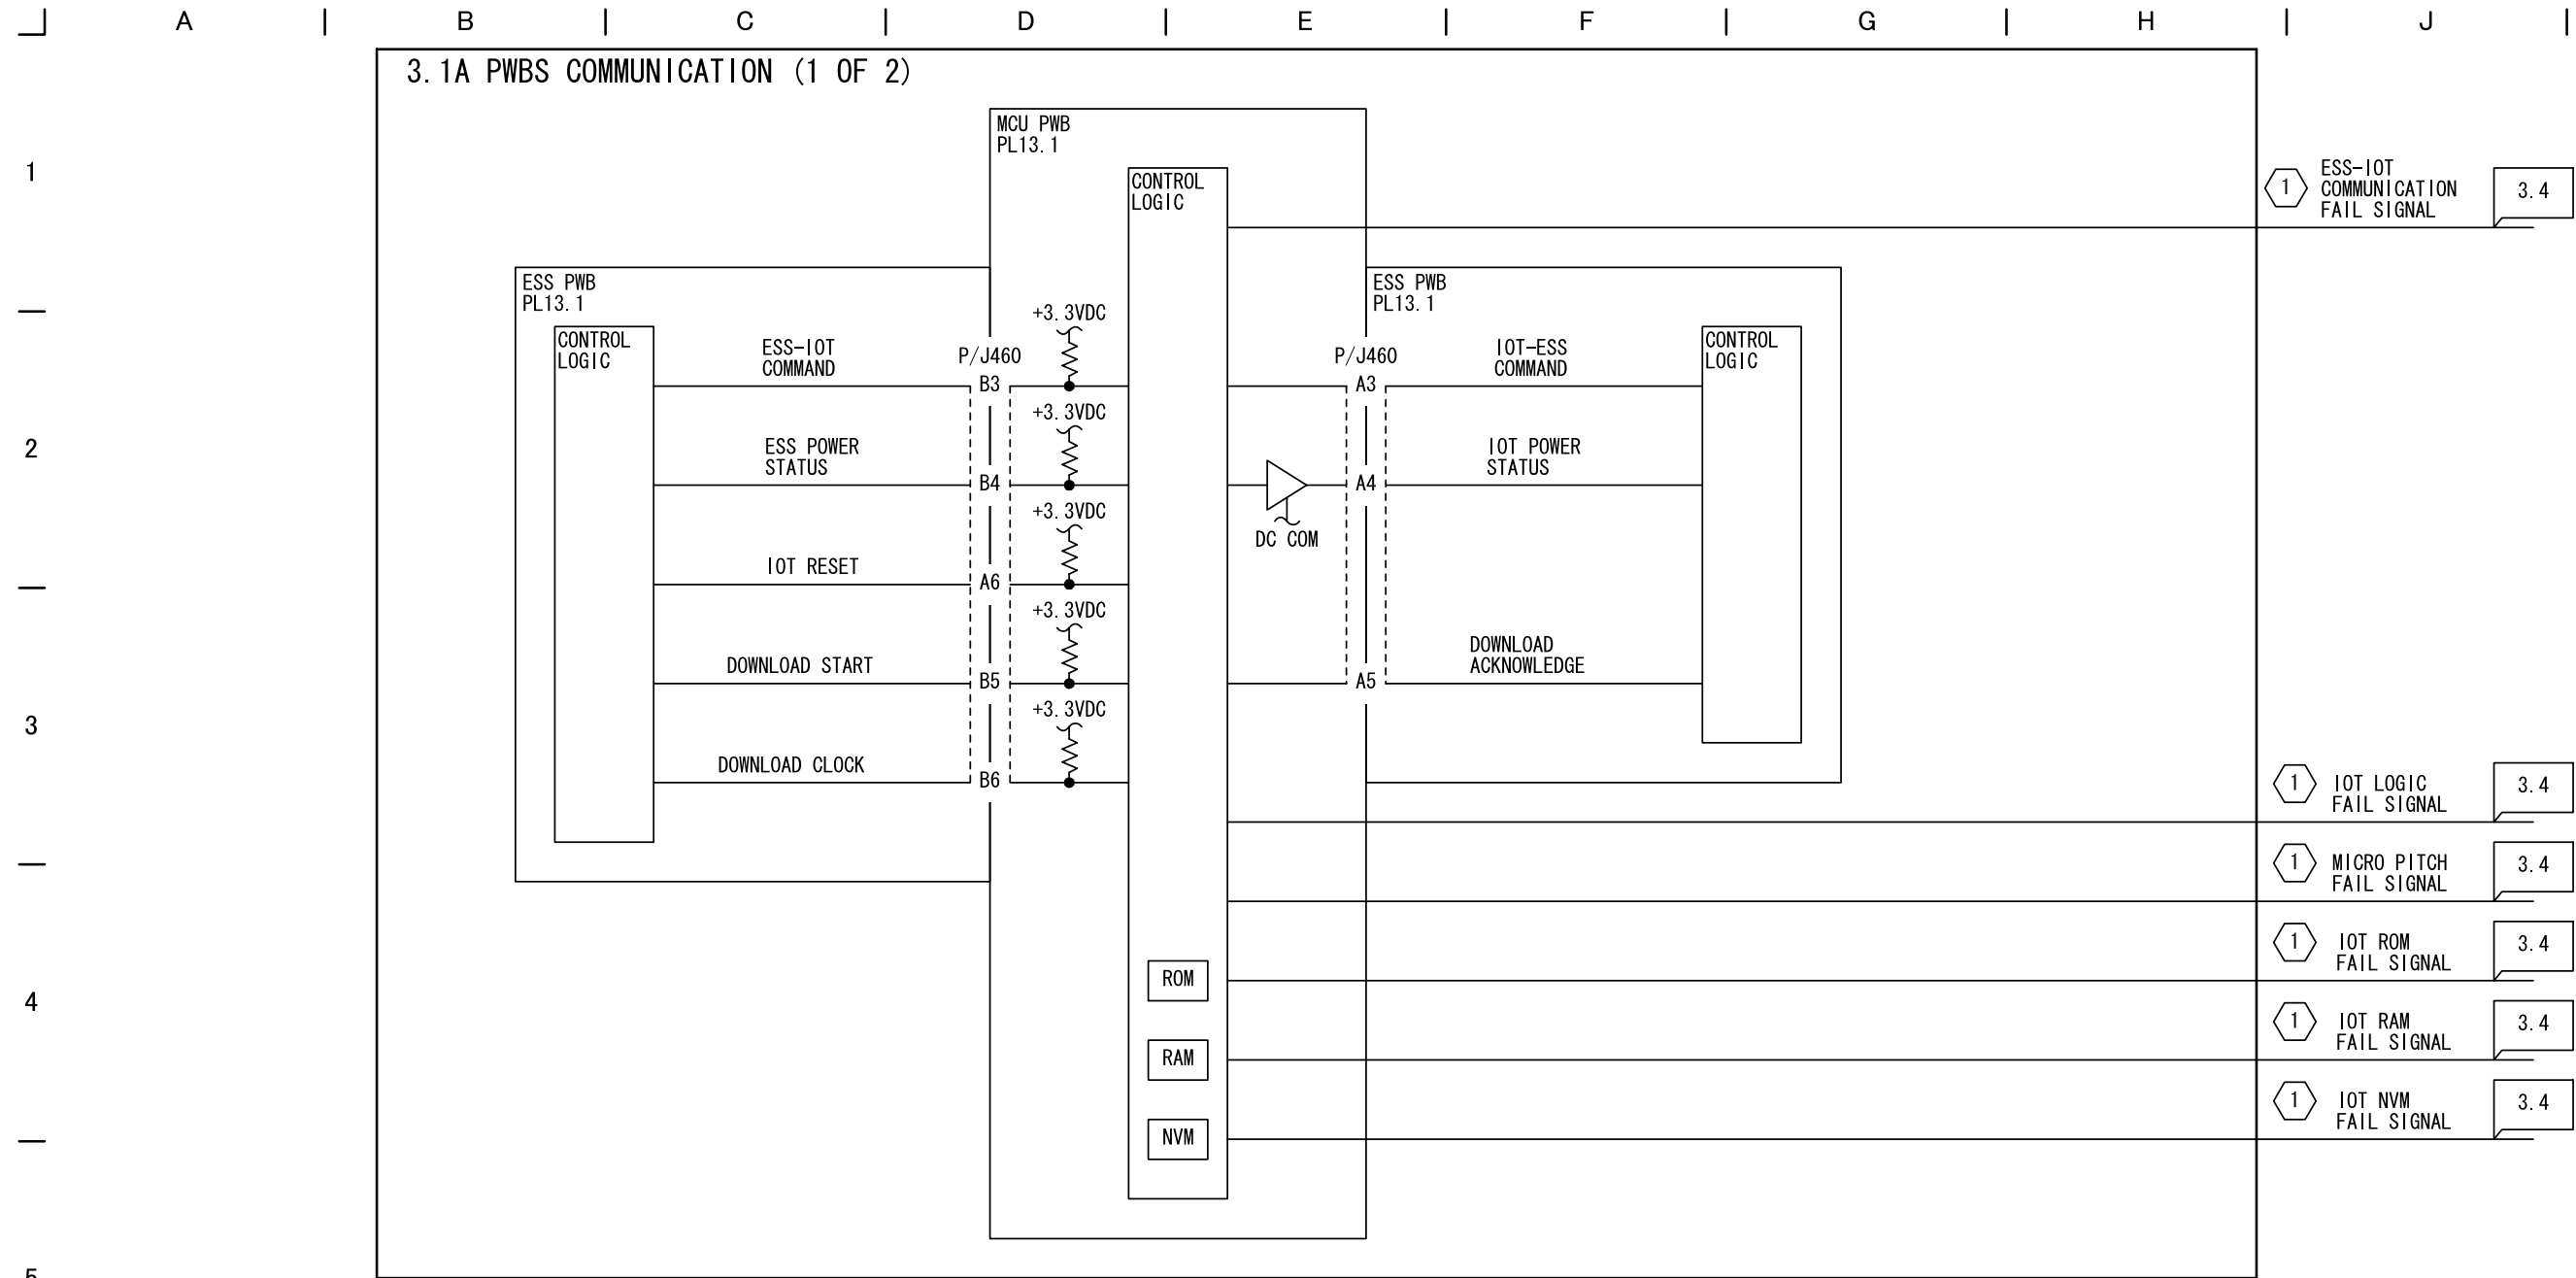 A B C D E F G H J
3.1A PWBS COMMUNICATION (1 OF 2)
MCU PWB
PL13.1
1
CONTROL
LOGIC
1
ESS-IOT
COMMUNICATION
FAIL SIGNAL
3.4
ESS PWB
PL13.1
CONTROL
LOGIC
ESS-IOT
COMMAND
P/J460
B3
+3.3VDC
ESS PWB
PL13.1
P/J460
A3
IOT-ESS
COMMAND
CONTROL
LOGIC
2
ESS POWER
STATUS
B4
+3.3VDC
DC COM
A4
IOT POWER
STATUS
IOT RESET
A6
+3.3VDC
DOWNLOAD START
B5
+3.3VDC
A5
DOWNLOAD
ACKNOWLEDGE
3
DOWNLOAD CLOCK
B6
+3.3VDC
1
IOT LOGIC
FAIL SIGNAL
3.4
1
MICRO PITCH
FAIL SIGNAL
3.4
4
ROM
1
IOT ROM
FAIL SIGNAL
3.4
RAM
1
IOT RAM
FAIL SIGNAL
3.4
NVM
1
IOT NVM
FAIL SIGNAL
3.4
5